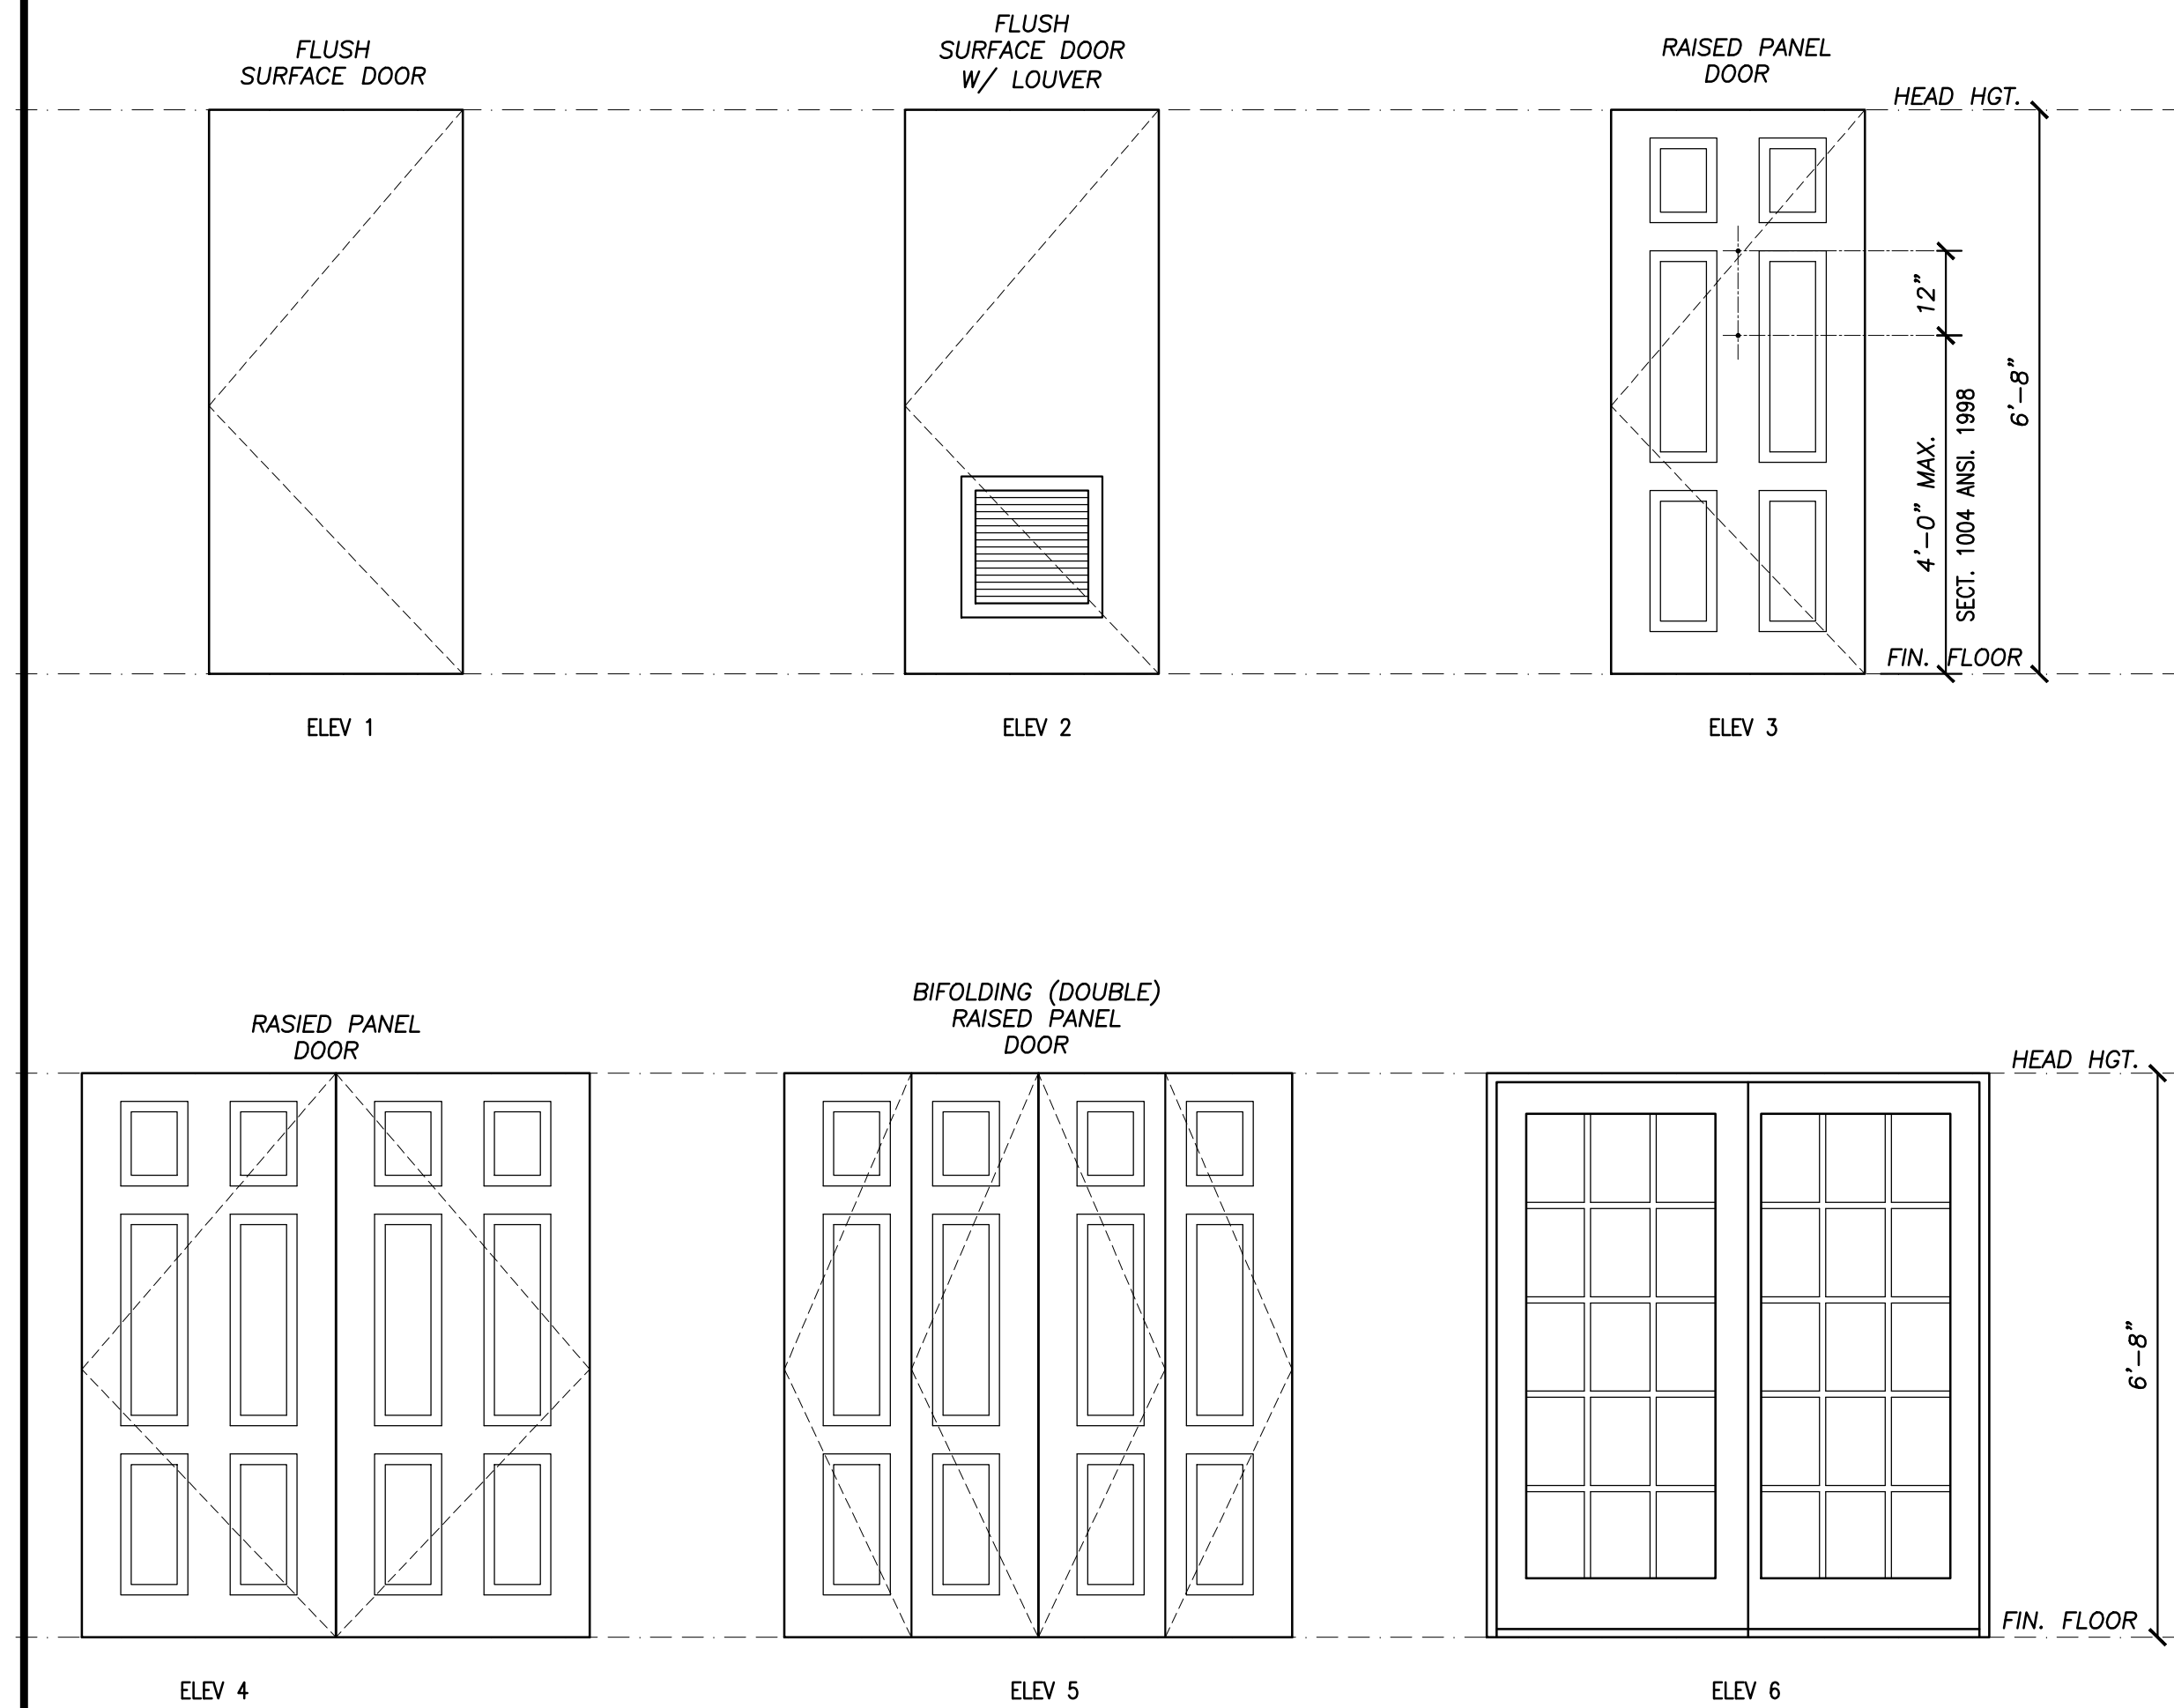 FLUSH
SURFACE DOOR
FLUSH
SURFACE DOOR
W/ LOUVER
RAISED PANEL
DOOR
HEAD HGT.
12"
6'-8"
4'-0" MAX.
SECT. 1004 ANSI. 1998
FIN. FLOOR
ELEV 1
ELEV 2
ELEV 3
RASIED PANEL
DOOR
BIFOLDING (DOUBLE)
RAISED PANEL
DOOR
HEAD HGT.
6'-8"
FIN. FLOOR
ELEV 4
ELEV 5
ELEV 6